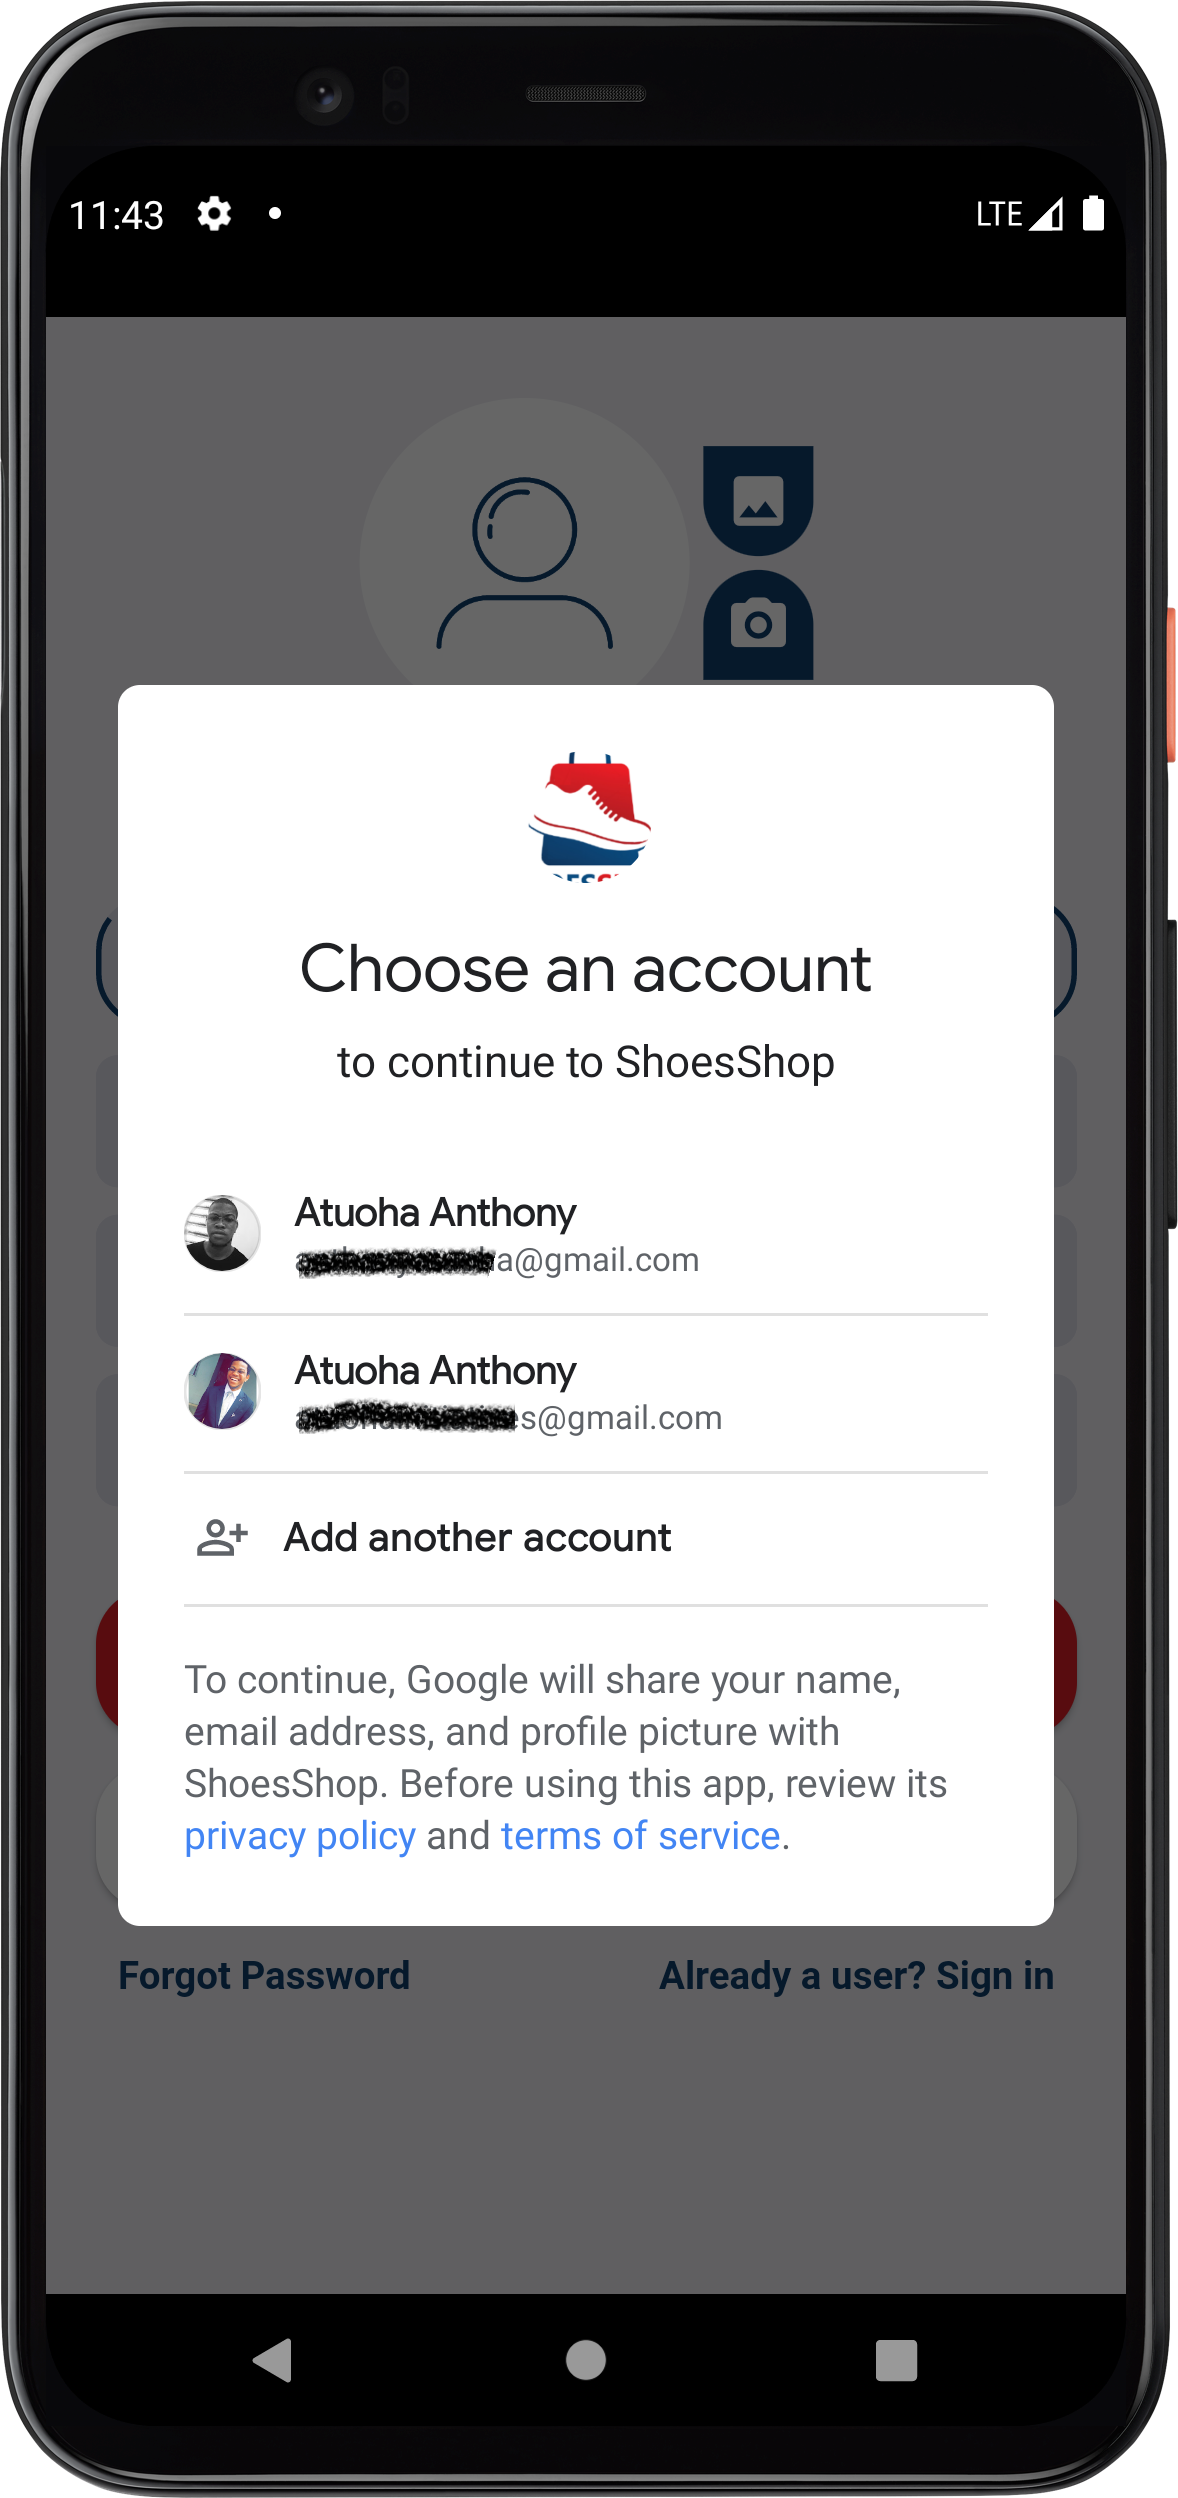 11:43
LTE
Choose an account
to continue to ShoesShop
Atuoha Anthony
a@gmail.com
Atuoha Anthony
s@gmail.com
Add another account
To continue, Google will share your name,
email address, and profile picture with
ShoesShop. Before using this app, review its
privacy policy and terms of service.
Forgot Password
Already a user? Sign in